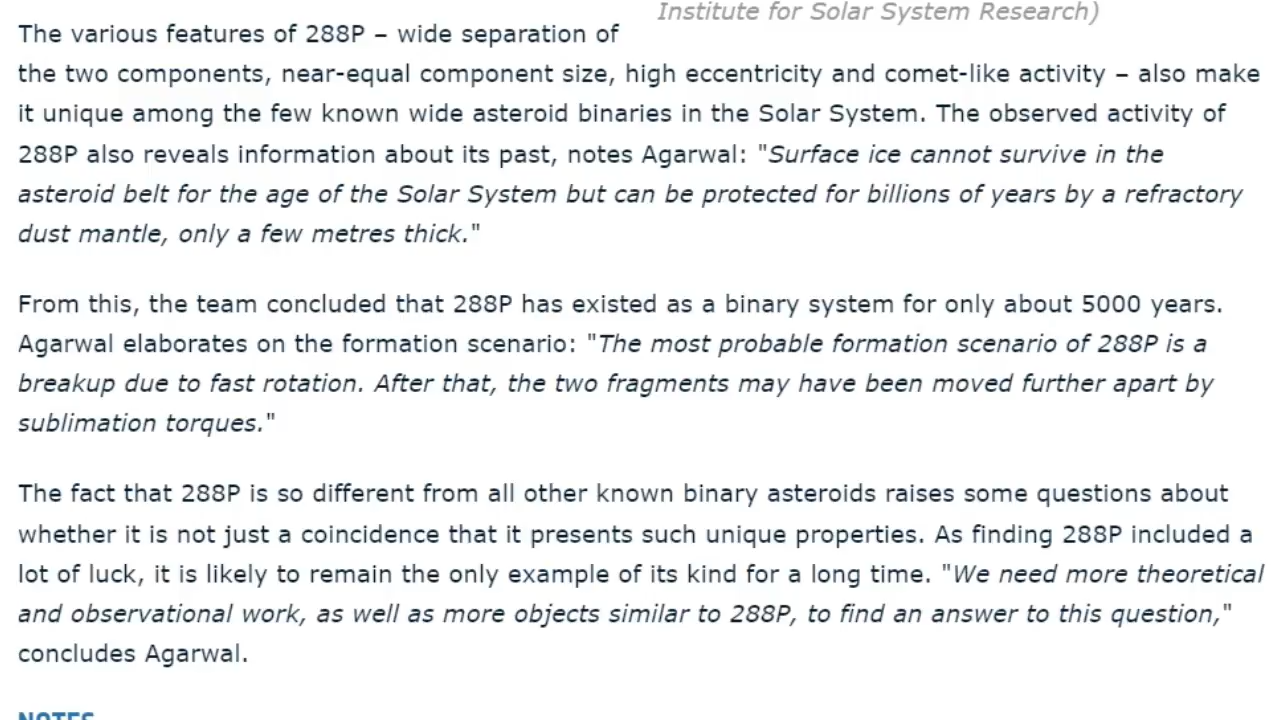 Institute for Solar System Research)
The various features of 288P – wide separation of
the two components, near-equal component size, high eccentricity and comet-like activity – also make
it unique among the few known wide asteroid binaries in the Solar System. The observed activity of
288P also reveals information about its past, notes Agarwal: "Surface ice cannot survive in the
asteroid belt for the age of the Solar System but can be protected for billions of years by a refractory
dust mantle, only a few metres thick."
From this, the team concluded that 288P has existed as a binary system for only about 5000 years.
Agarwal elaborates on the formation scenario: "The most probable formation scenario of 288P is a
breakup due to fast rotation. After that, the two fragments may have been moved further apart by
sublimation torques."
The fact that 288P is so different from all other known binary asteroids raises some questions about
whether it is not just a coincidence that it presents such unique properties. As finding 288P included a
lot of luck, it is likely to remain the only example of its kind for a long time. "We need more theoretical
and observational work, as well as more objects similar to 288P, to find an answer to this question,"
concludes Agarwal.
NOTES